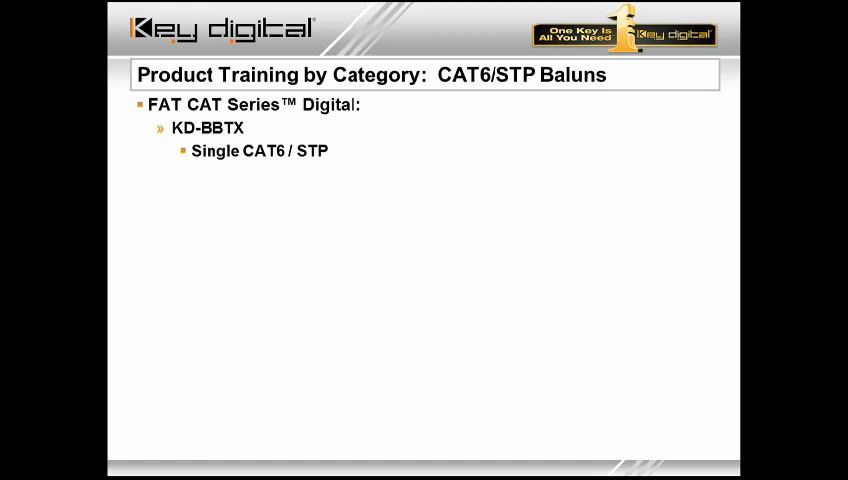 Key digital®
One Key Is
All You Need
Key digital®
Product Training by Category: CAT6/STP Baluns
FAT CAT Series™ Digital:
» KD-BBTX
Single CAT6 / STP